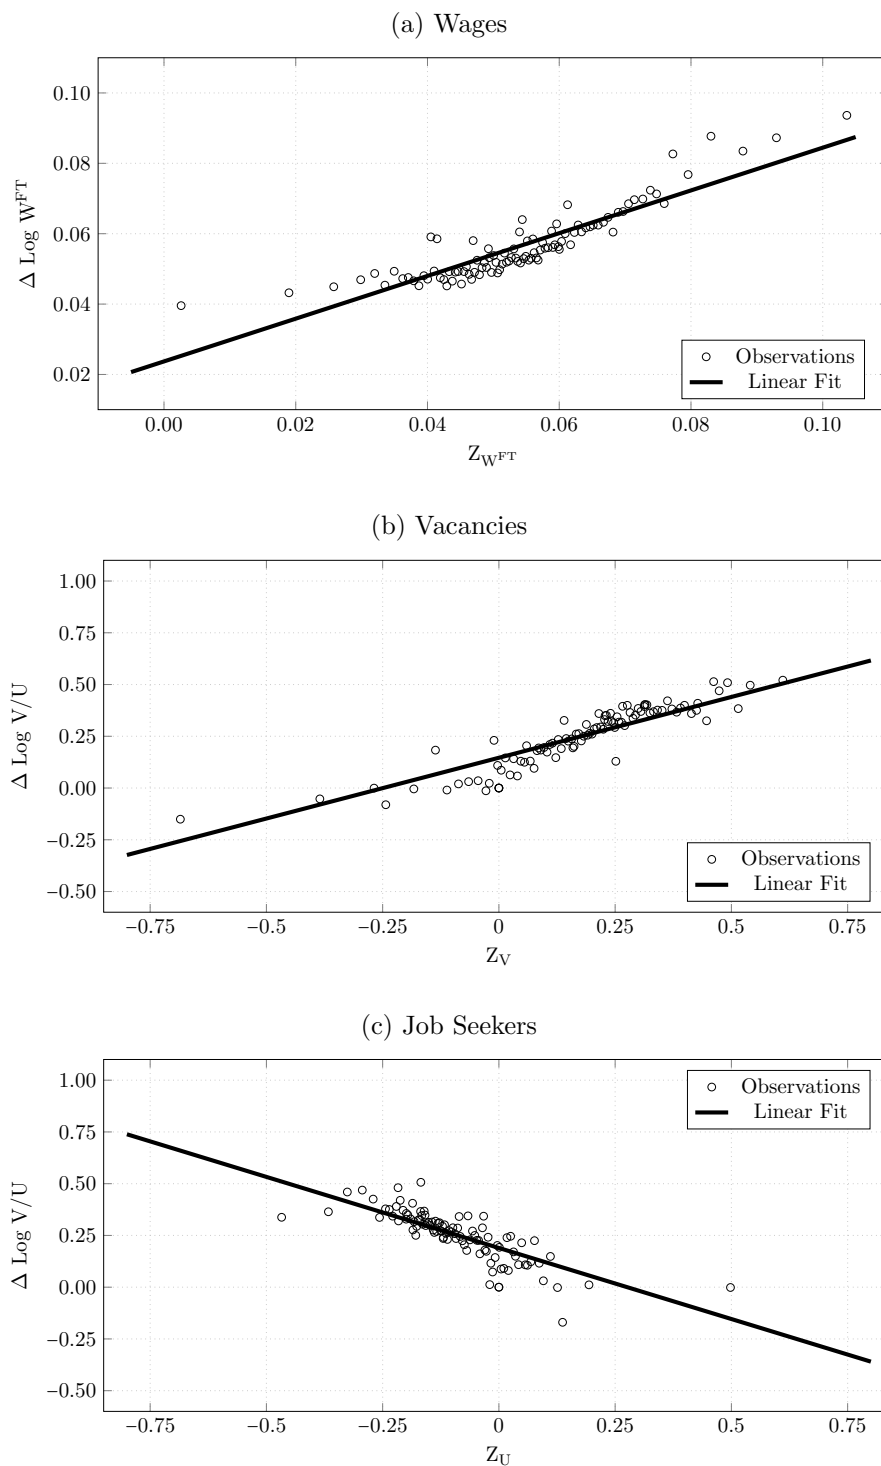 (a) Wages
0.10
0.08
0.06
0.04
0.02
Δ Log W^FT
Observations
Linear Fit
0.00 0.02 0.04 0.06 0.08 0.10
Z_W^FT
(b) Vacancies
1.00
0.75
0.50
0.25
0.00
−0.25
−0.50
Δ Log V/U
Observations
Linear Fit
−0.75 −0.5 −0.25 0 0.25 0.5 0.75
Z_V
(c) Job Seekers
1.00
0.75
0.50
0.25
0.00
−0.25
−0.50
Δ Log V/U
Observations
Linear Fit
−0.75 −0.5 −0.25 0 0.25 0.5 0.75
Z_U